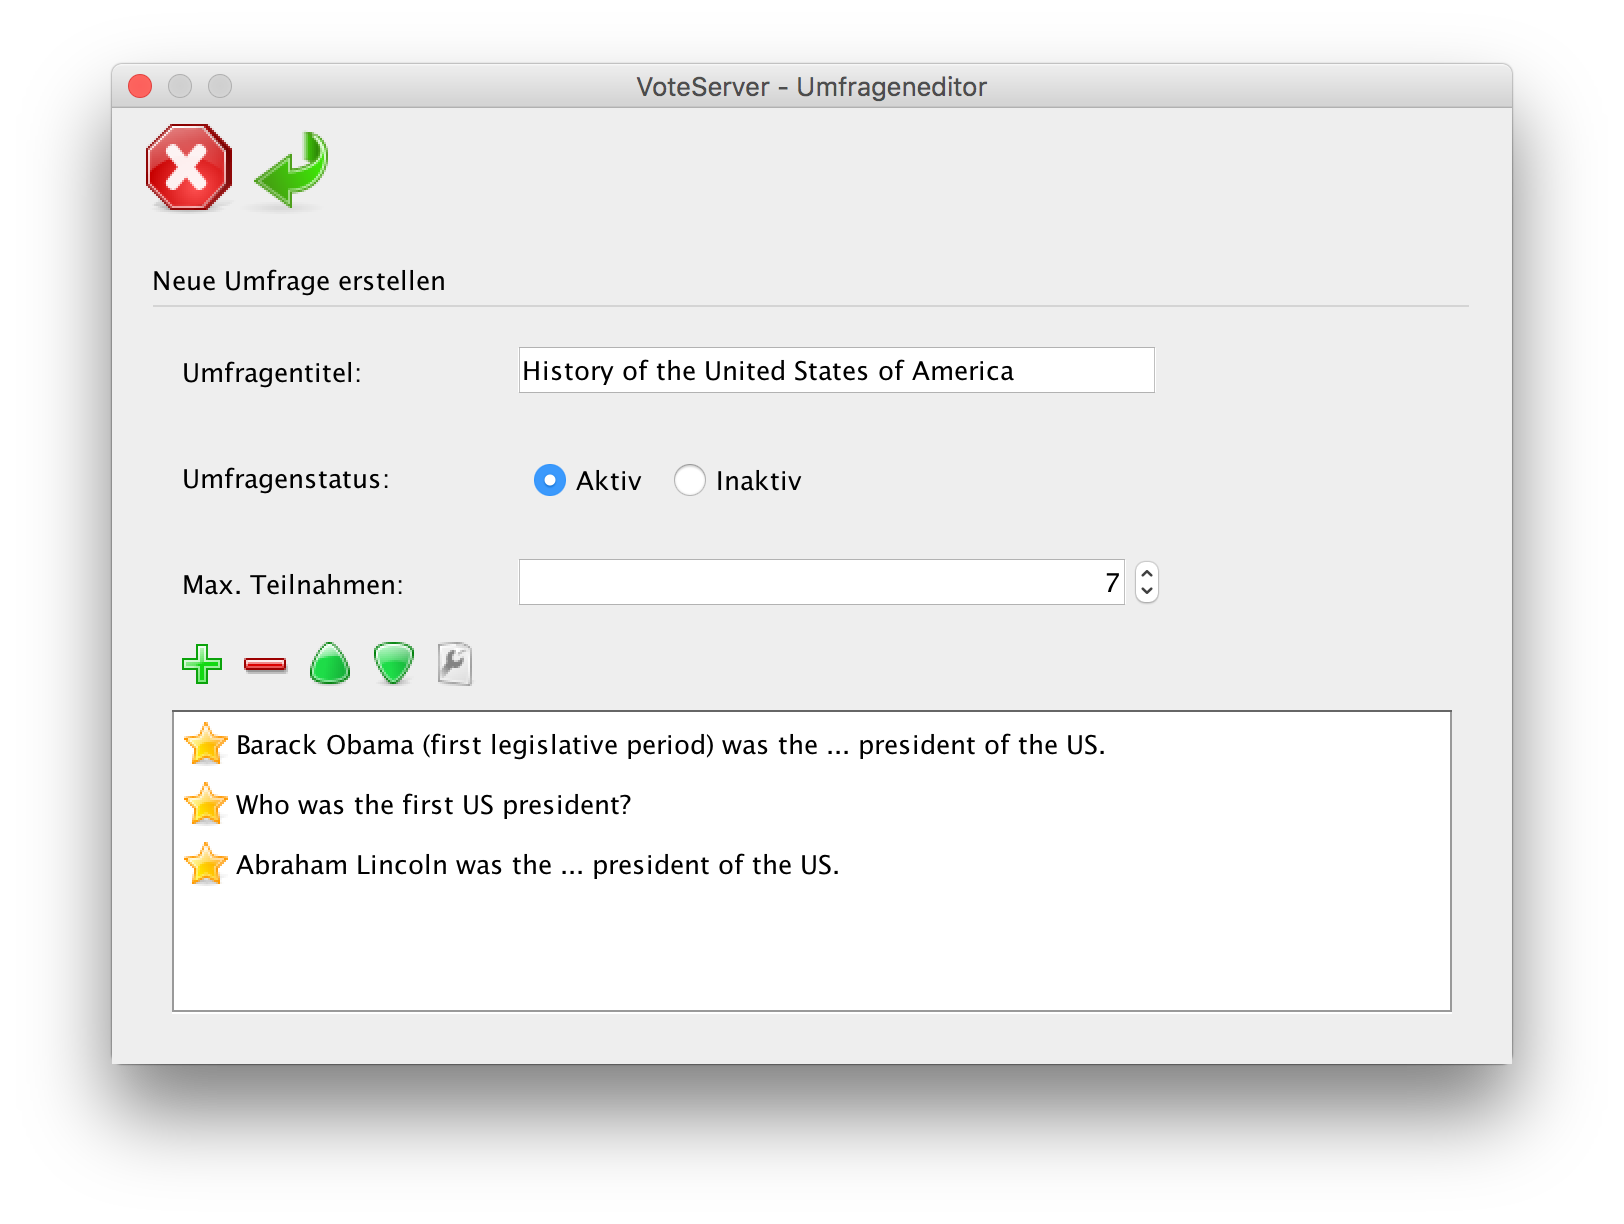 VoteServer - Umfrageneditor
Neue Umfrage erstellen
Umfragentitel:
History of the United States of America
Umfragenstatus:
Aktiv
Inaktiv
Max. Teilnahmen:
7
Barack Obama (first legislative period) was the ... president of the US.
Who was the first US president?
Abraham Lincoln was the ... president of the US.